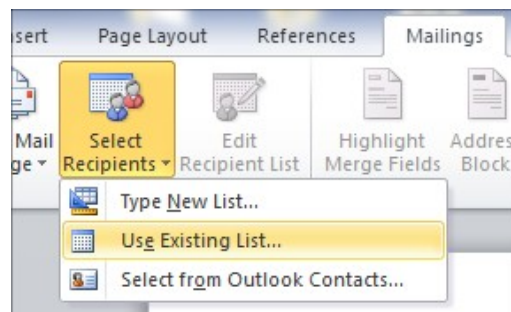 sert Page Layout References Mailings
Mail Select Edit Highlight Addres
ge Recipients Recipient List Merge Fields Block
Type New List...
Use Existing List...
Select from Outlook Contacts...